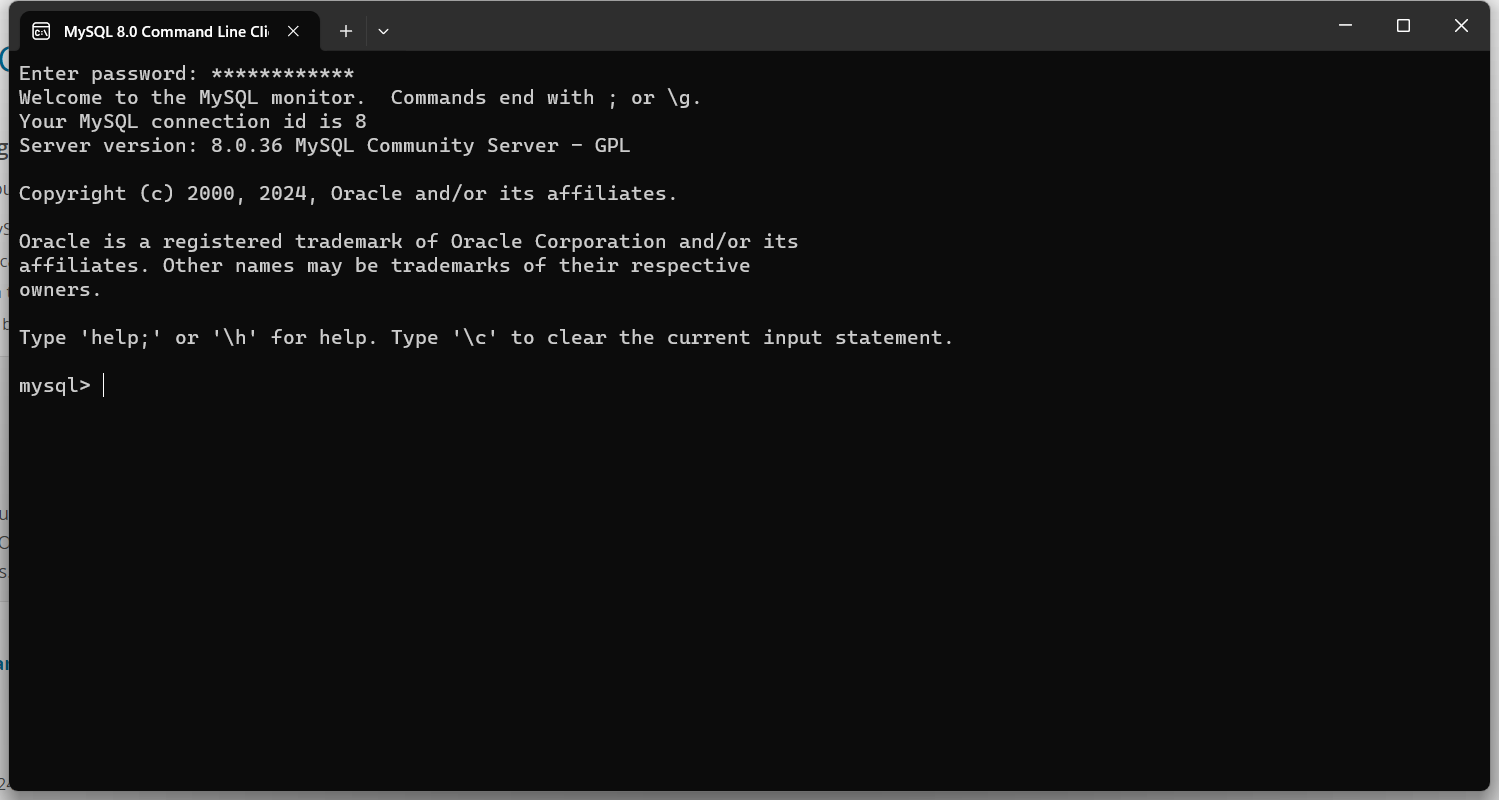 MySQL 8.0 Command Line Cli
Enter password: ************
Welcome to the MySQL monitor.  Commands end with ; or \g.
Your MySQL connection id is 8
Server version: 8.0.36 MySQL Community Server - GPL
Copyright (c) 2000, 2024, Oracle and/or its affiliates.
Oracle is a registered trademark of Oracle Corporation and/or its
affiliates. Other names may be trademarks of their respective
owners.
Type 'help;' or '\h' for help. Type '\c' to clear the current input statement.
mysql>